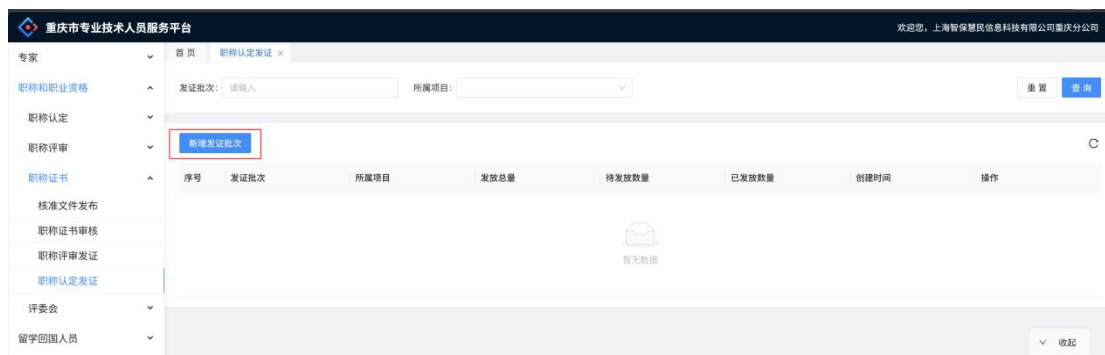 重庆市专业技术人员服务平台
欢迎您，上海智保慧民信息科技有限公司重庆分公司
专家
首页 职称认定发证 ×
职称和职业资格
发证批次： 请输入 所属项目： 重置 查询
职称认定
职称评审
新增发证批次
职称证书
序号 发证批次 所属项目 发放总量 待发放数量 已发放数量 创建时间 操作
核准文件发布
职称证书审核
职称评审发证
暂无数据
职称认定发证
评委会
留学回国人员
收起